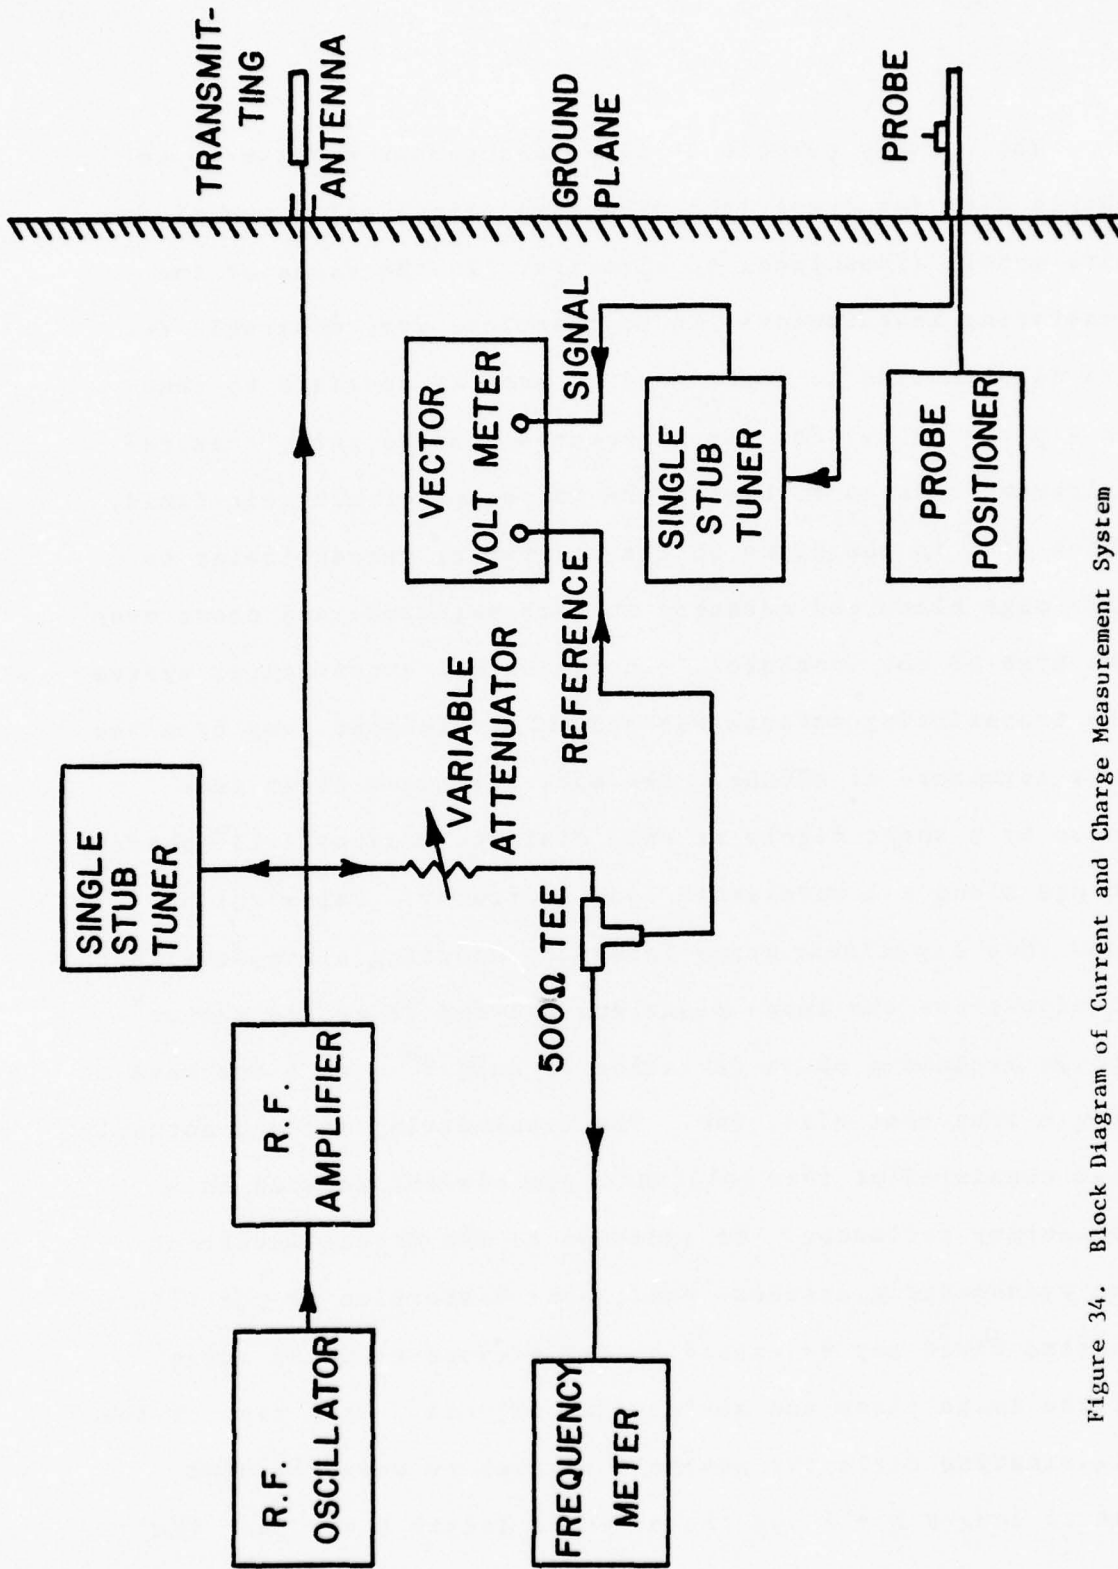 R.F.
OSCILLATOR
R.F.
AMPLIFIER
SINGLE
STUB
TUNER
TRANSMIT-
TING
ANTENNA
VARIABLE
ATTENUATOR
500Ω TEE
FREQUENCY
METER
REFERENCE
VECTOR
VOLT METER
SIGNAL
SINGLE
STUB
TUNER
GROUND
PLANE
PROBE
POSITIONER
PROBE
Figure 34. Block Diagram of Current and Charge Measurement System